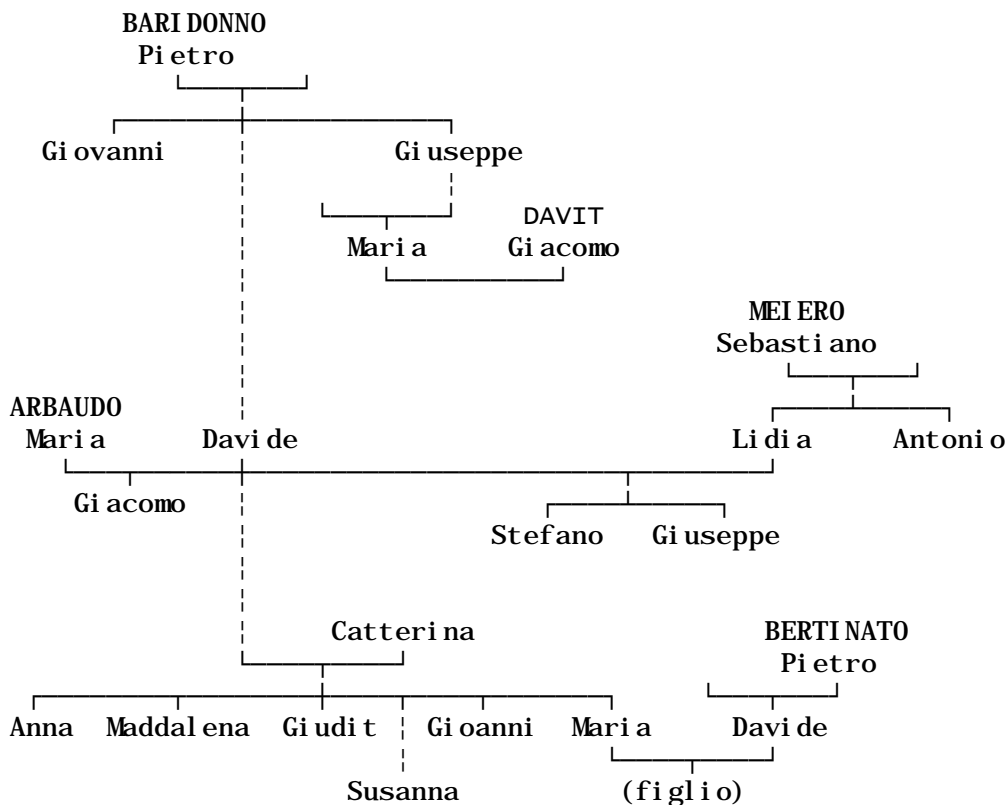 BARIDONNO
Pietro
Giovanni Giuseppe
DAVIT
Maria Giacomo
MEIERO
Sebastiano
ARBAUDO
Maria Davide Lidia Antonio
Giacomo
Stefano Giuseppe
Catterina BERTINATO
Pietro
Anna Maddalena Giudit Gioanni Maria Davide
Susanna (figlio)